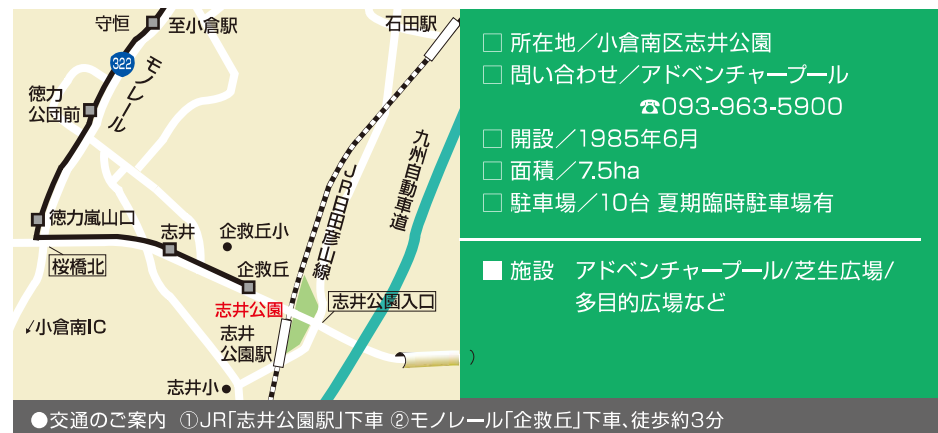 守恒
至小倉駅
石田駅
322
モノレール
徳力
公団前
九州自動車道
JR日田彦山線
徳力嵐山口
志井
企救丘小
企救丘
桜橋北
志井公園
志井公園入口
小倉南IC
志井
公園駅
志井小
□ 所在地／小倉南区志井公園
□ 問い合わせ／アドベンチャープール
☎093-963-5900
□ 開設／1985年6月
□ 面積／7.5ha
□ 駐車場／10台 夏期臨時駐車場有
■ 施設 アドベンチャープール/芝生広場/
多目的広場など
）
●交通のご案内 ①JR「志井公園駅」下車 ②モノレール「企救丘」下車、徒歩約3分